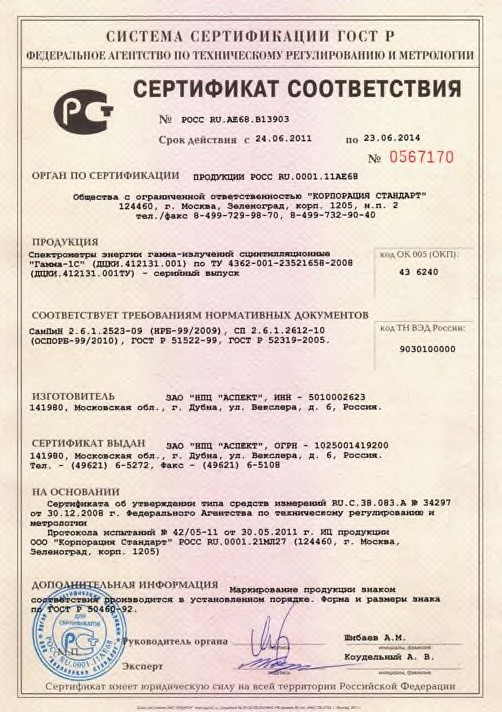 СИСТЕМА СЕРТИФИКАЦИИ ГОСТ Р
ФЕДЕРАЛЬНОЕ АГЕНТСТВО ПО ТЕХНИЧЕСКОМУ РЕГУЛИРОВАНИЮ И МЕТРОЛОГИИ
СЕРТИФИКАТ СООТВЕТСТВИЯ
№ РОСС RU.АЕ68.В13903
Срок действия с 24.06.2011 по 23.06.2014
№ 0567170
ОРГАН ПО СЕРТИФИКАЦИИ ПРОДУКЦИИ РОСС RU.0001.11АЕ68
Общества с ограниченной ответственностью "КОРПОРАЦИЯ СТАНДАРТ"
124460, г. Москва, Зеленоград, корп. 1205, н.п. 2
тел./факс 8-499-729-98-70, 8-499-732-90-40
ПРОДУКЦИЯ
Спектрометры энергии гамма-излучений сцинтилляционные
"Гамма-1С" (ДЦКИ.412131.001) по ТУ 4362-001-23521658-2008
(ДЦКИ.412131.001ТУ) - серийный выпуск
код ОК 005 (ОКП):
43 6240
СООТВЕТСТВУЕТ ТРЕБОВАНИЯМ НОРМАТИВНЫХ ДОКУМЕНТОВ
СанПиН 2.6.1.2523-09 (НРБ-99/2009), СП 2.6.1.2612-10
(ОСПОРБ-99/2010), ГОСТ Р 51522-99, ГОСТ Р 52319-2005.
код ТН ВЭД России:
9030100000
ИЗГОТОВИТЕЛЬ ЗАО "НПЦ "АСПЕКТ", ИНН - 5010002623
141980, Московская обл., г. Дубна, ул. Векслера, д. 6, Россия.
СЕРТИФИКАТ ВЫДАН ЗАО "НПЦ "АСПЕКТ", ОГРН - 1025001419200
141980, Московская обл., г. Дубна, ул. Векслера, д. 6, Россия.
Тел. - (49621) 6-5272, Факс - (49621) 6-5108
НА ОСНОВАНИИ
Сертификата об утверждении типа средств измерений RU.C.38.083.A № 34297
от 30.12.2008 г. Федерального Агентства по техническому регулированию и
метрологии
Протокола испытаний № 42/05-11 от 30.05.2011 г. ИЦ продукции
ООО "Корпорация Стандарт" РОСС RU.0001.21МЛ27 (124460, г. Москва,
Зеленоград, корп. 1205)
ДОПОЛНИТЕЛЬНАЯ ИНФОРМАЦИЯ Маркирование продукции знаком
соответствия производится в установленном порядке. Форма и размеры знака
по ГОСТ Р 50460-92.
ДЛЯ
СЕРТИФИКАТОВ
М.П.
Руководитель органа
подпись
Шибаев А.М.
инициалы, фамилия
Эксперт
подпись
Коудельный А. В.
инициалы, фамилия
Сертификат имеет юридическую силу на всей территории Российской Федерации